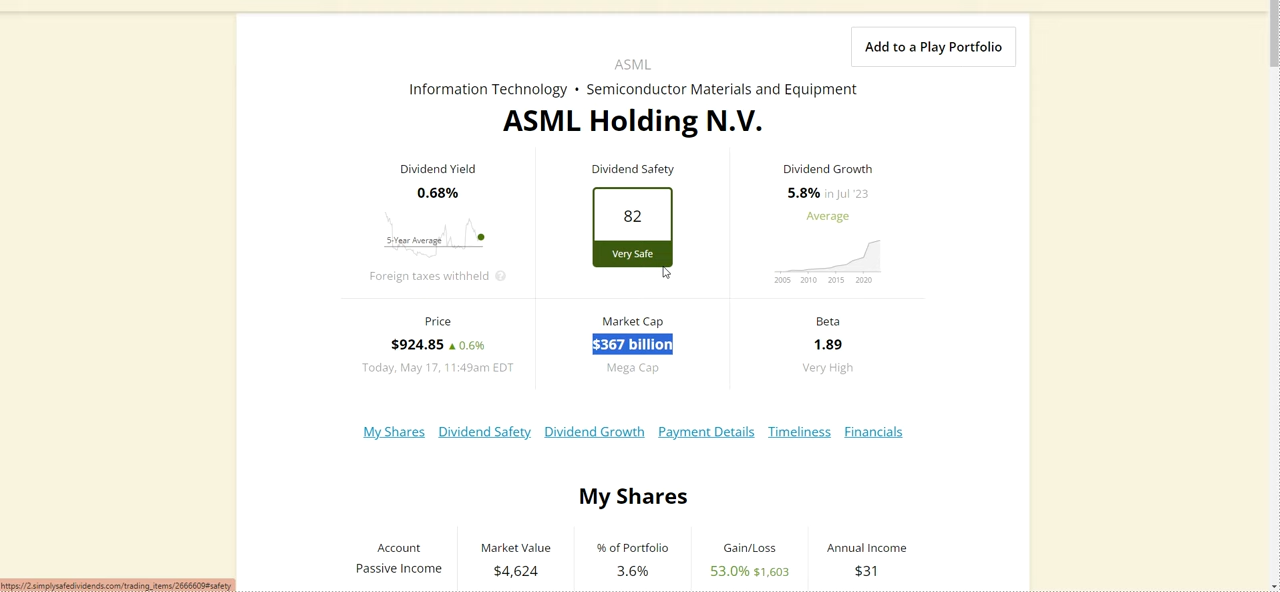 Add to a Play Portfolio
ASML
Information Technology • Semiconductor Materials and Equipment
ASML Holding N.V.
Dividend Yield
0.68%
5-Year Average
Foreign taxes withheld ?
Dividend Safety
82
Very Safe
Dividend Growth
5.8% in Jul '23
Average
2005 2010 2015 2020
Price
$924.85 ▲ 0.6%
Today, May 17, 11:49am EDT
Market Cap
$367 billion
Mega Cap
Beta
1.89
Very High
My Shares Dividend Safety Dividend Growth Payment Details Timeliness Financials
My Shares
Account Market Value % of Portfolio Gain/Loss Annual Income
Passive Income $4,624 3.6% 53.0% $1,603 $31
https://2.simplysafedividends.com/trading_items/2666609#safety